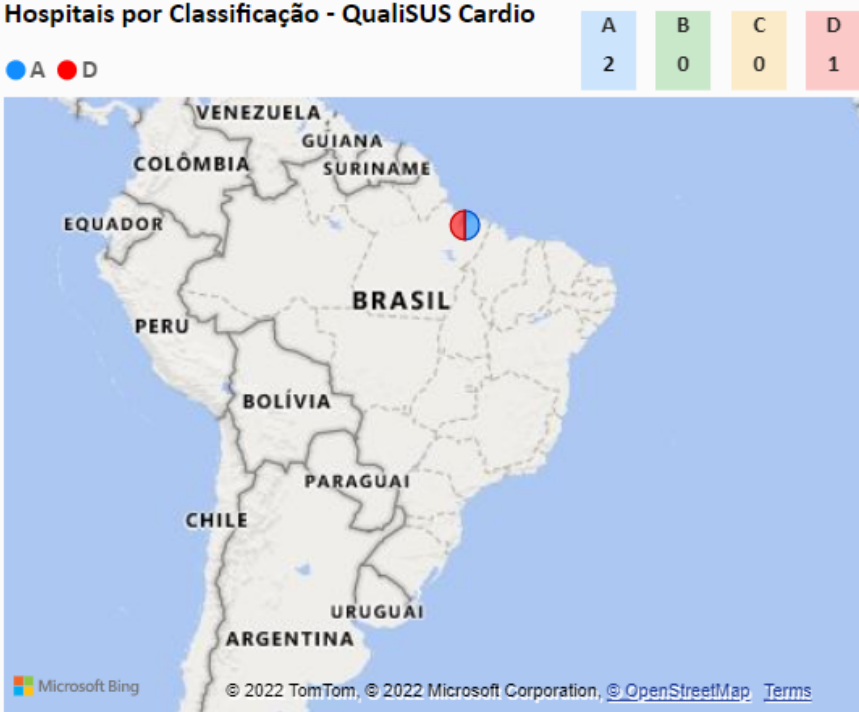 Hospitais por Classificação - QualiSUS Cardio
A B C D
2 0 0 1
A D
VENEZUELA
GUIANA
COLÔMBIA
SURINAME
EQUADOR
BRASIL
PERU
BOLÍVIA
PARAGUAI
CHILE
URUGUAI
ARGENTINA
Microsoft Bing
© 2022 TomTom, © 2022 Microsoft Corporation, © OpenStreetMap Terms